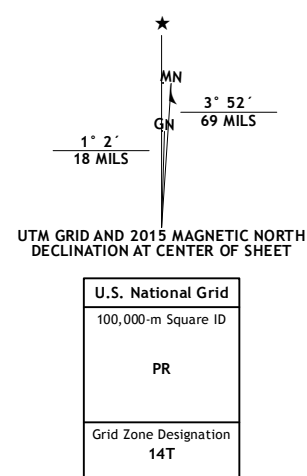 ★
MN
3° 52´
69 MILS
GN
1° 2´
18 MILS
UTM GRID AND 2015 MAGNETIC NORTH
DECLINATION AT CENTER OF SHEET
U.S. National Grid
100,000-m Square ID
PR
Grid Zone Designation
14T